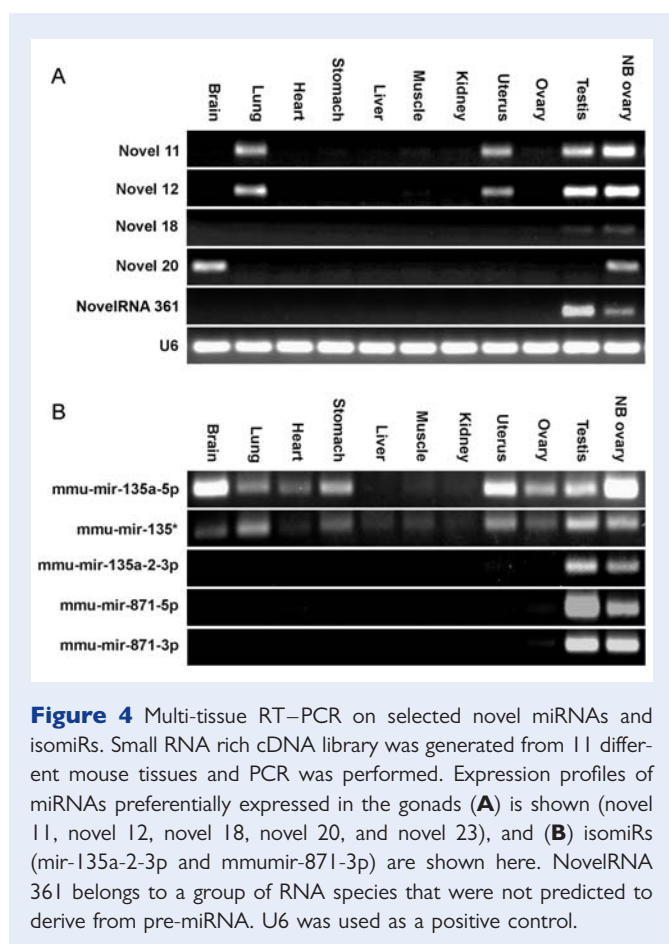 A
Brain Lung Heart Stomach Liver Muscle Kidney Uterus Ovary Testis NB ovary
Novel 11
Novel 12
Novel 18
Novel 20
NovelRNA 361
U6
B
Brain Lung Heart Stomach Liver Muscle Kidney Uterus Ovary Testis NB ovary
mmu-mir-135a-5p
mmu-mir-135*
mmu-mir-135a-2-3p
mmu-mir-871-5p
mmu-mir-871-3p
Figure 4 Multi-tissue RT–PCR on selected novel miRNAs and
isomiRs. Small RNA rich cDNA library was generated from 11 differ-
ent mouse tissues and PCR was performed. Expression profiles of
miRNAs preferentially expressed in the gonads (A) is shown (novel
11, novel 12, novel 18, novel 20, and novel 23), and (B) isomiRs
(mir-135a-2-3p and mmumir-871-3p) are shown here. NovelRNA
361 belongs to a group of RNA species that were not predicted to
derive from pre-miRNA. U6 was used as a positive control.